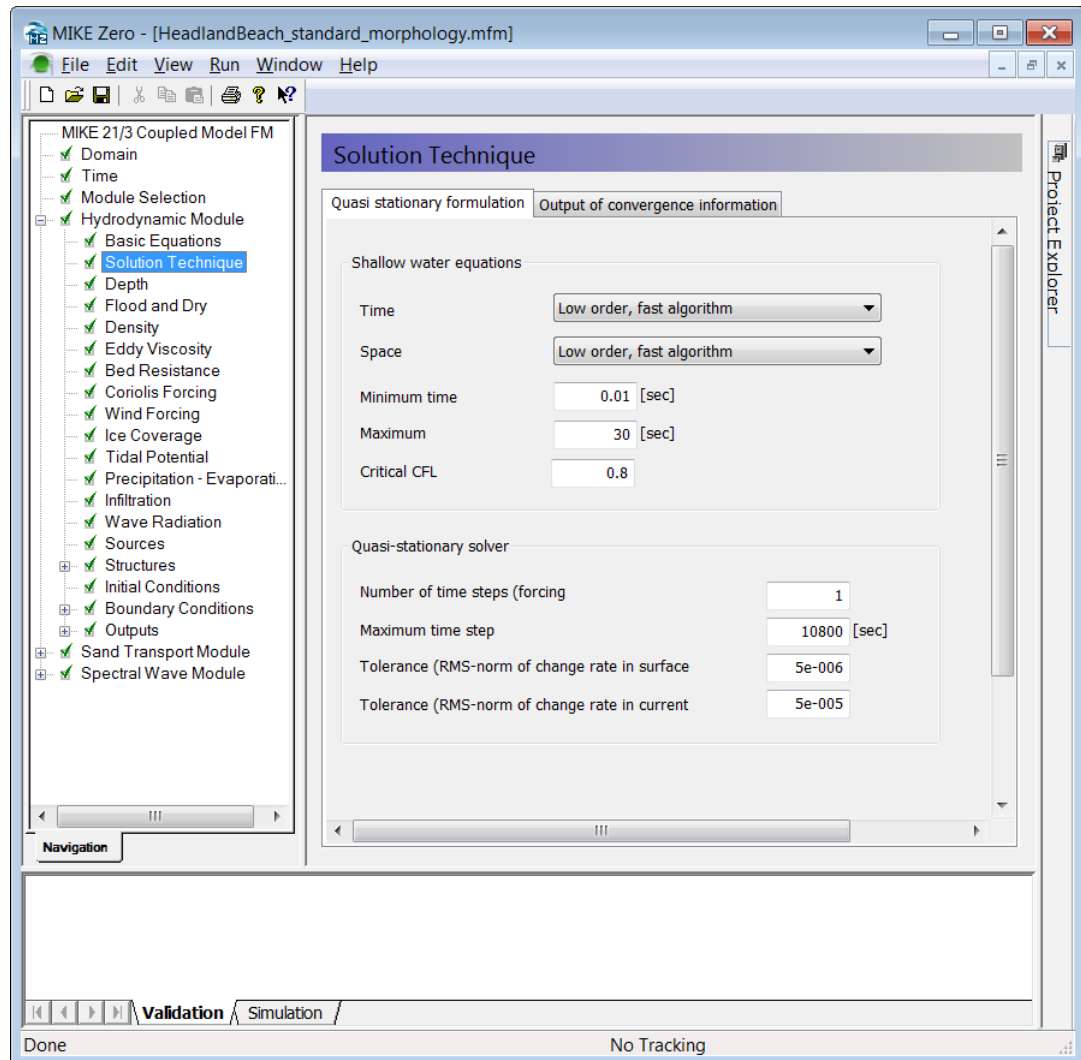 MIKE Zero - [HeadlandBeach_standard_morphology.mfm]
File Edit View Run Window Help
MIKE 21/3 Coupled Model FM
Domain
Time
Module Selection
Hydrodynamic Module
Basic Equations
Solution Technique
Depth
Flood and Dry
Density
Eddy Viscosity
Bed Resistance
Coriolis Forcing
Wind Forcing
Ice Coverage
Tidal Potential
Precipitation - Evaporati...
Infiltration
Wave Radiation
Sources
Structures
Initial Conditions
Boundary Conditions
Outputs
Sand Transport Module
Spectral Wave Module
Navigation
Solution Technique
Quasi stationary formulation Output of convergence information
Shallow water equations
Time Low order, fast algorithm
Space Low order, fast algorithm
Minimum time 0.01 [sec]
Maximum 30 [sec]
Critical CFL 0.8
Quasi-stationary solver
Number of time steps (forcing 1
Maximum time step 10800 [sec]
Tolerance (RMS-norm of change rate in surface 5e-006
Tolerance (RMS-norm of change rate in current 5e-005
Project Explorer
Validation Simulation
Done No Tracking